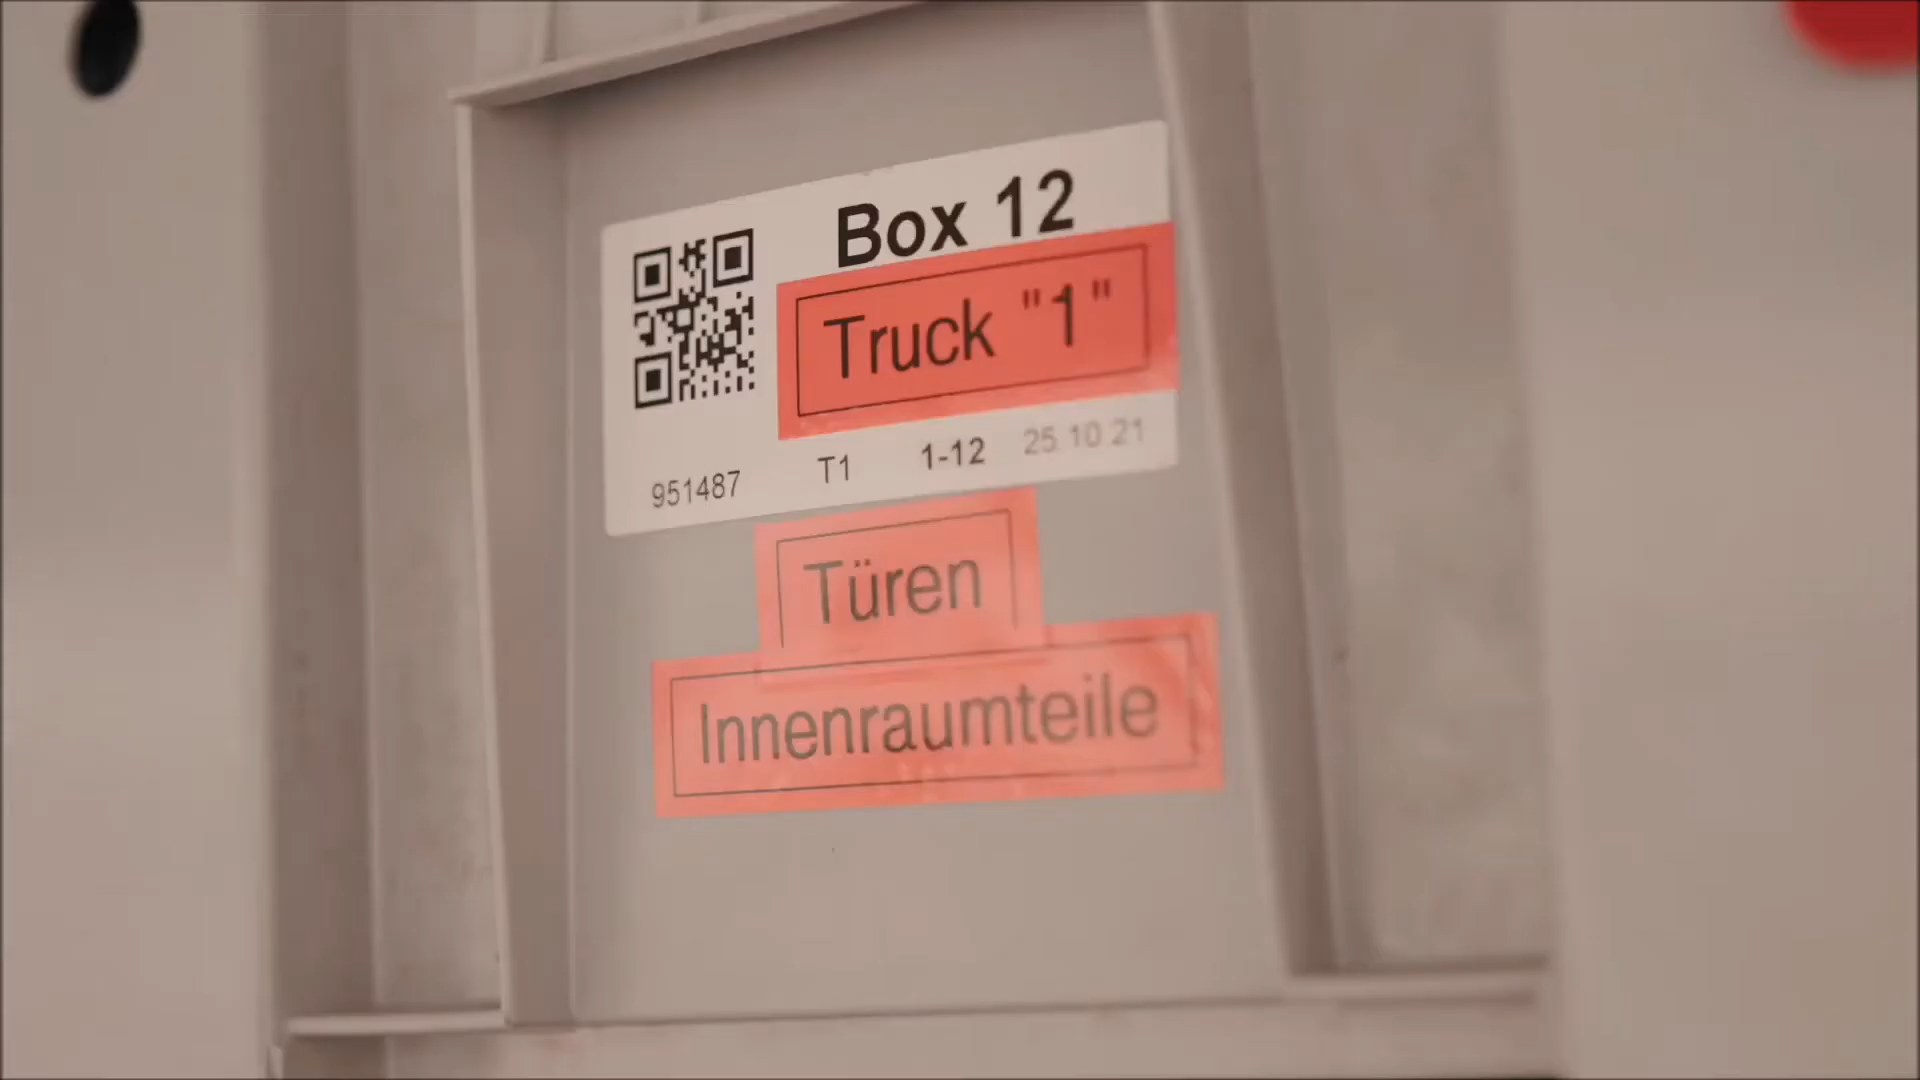 Box 12
Truck "1"
951487 T1 1-12 25.10.21
Türen
Innenraumteile